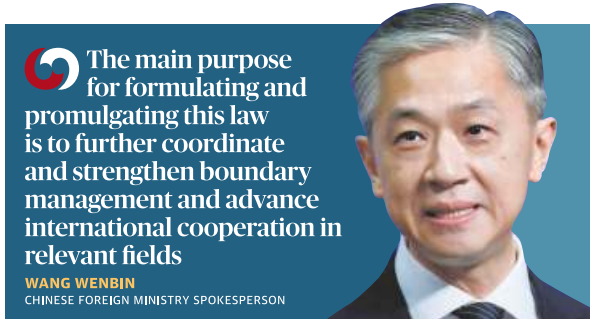 The main purpose
for formulating and
promulgating this law
is to further coordinate
and strengthen boundary
management and advance
international cooperation in
relevant fields
WANG WENBIN
CHINESE FOREIGN MINISTRY SPOKESPERSON